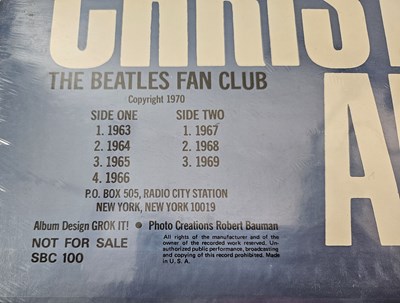 CHRIST
A
THE BEATLES FAN CLUB
Copyright 1970
SIDE ONE
1. 1963
2. 1964
3. 1965
4. 1966
SIDE TWO
1. 1967
2. 1968
3. 1969
P.O. BOX 505, RADIO CITY STATION
NEW YORK, NEW YORK 10019
Album Design GROK IT! • Photo Creations Robert Bauman
NOT FOR SALE
SBC 100
All rights of the manufacturer and of the
owner of the recorded work reserved. Un-
authorized public performance, broadcasting
and copying of this record prohibited. Made
in U. S. A.